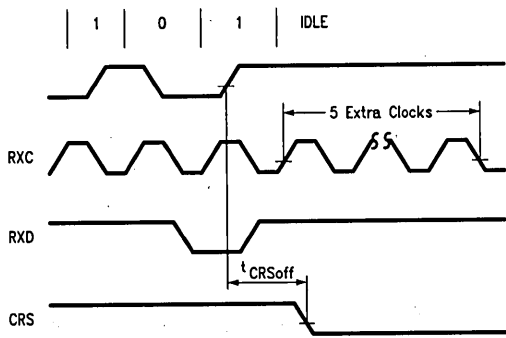 1 0 1 IDLE
5 Extra Clocks
RXC
RXD
tCRSoff
CRS